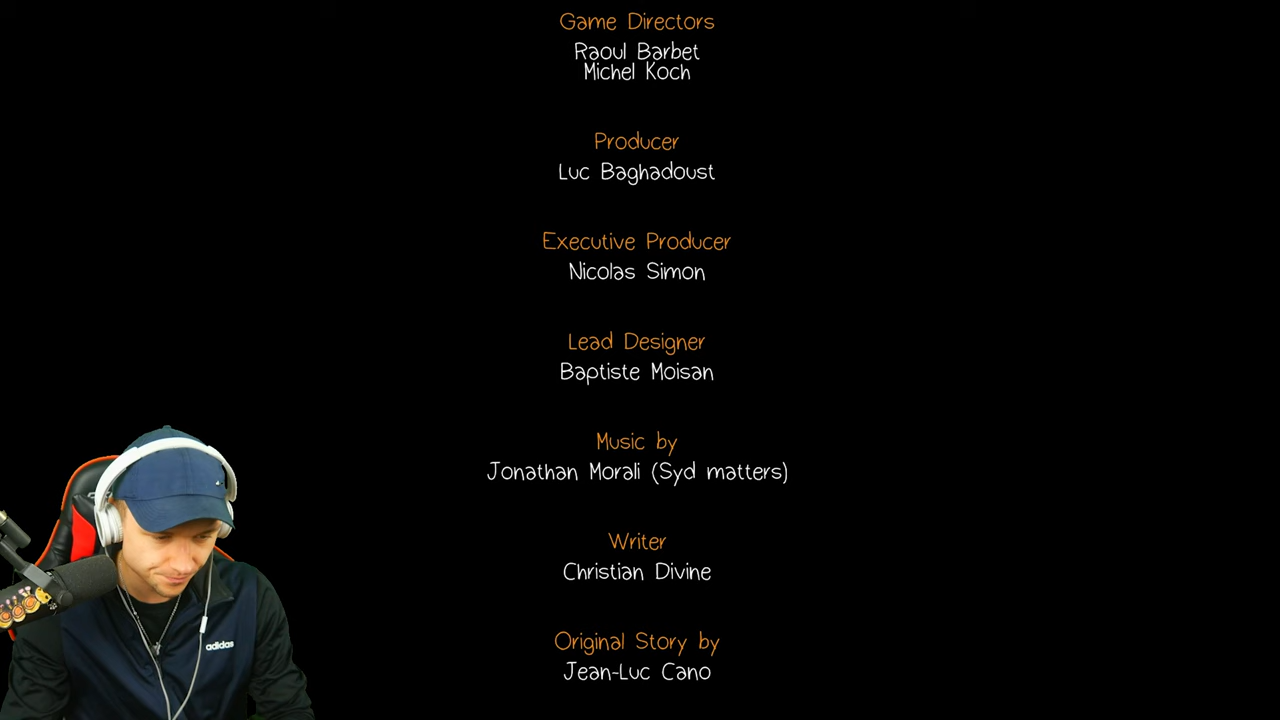 Game Directors
Raoul Barbet
Michel Koch
Producer
Luc Baghadoust
Executive Producer
Nicolas Simon
Lead Designer
Baptiste Moisan
Music by
Jonathan Morali (Syd matters)
Writer
Christian Divine
Original Story by
Jean-Luc Cano
adidas